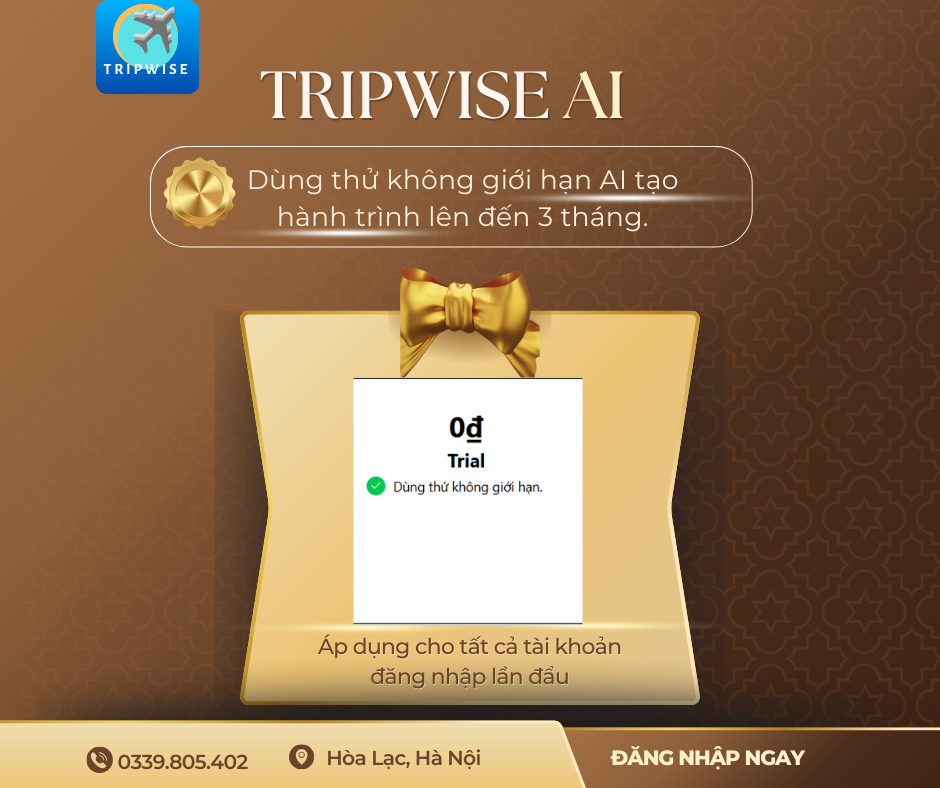 TRIPWISE
TRIPWISE AI
Dùng thử không giới hạn AI tạo
hành trình lên đến 3 tháng.
0₫
Trial
Dùng thử không giới hạn.
Áp dụng cho tất cả tài khoản
đăng nhập lần đẩu
0339.805.402
Hòa Lạc, Hà Nội
ĐĂNG NHẬP NGAY